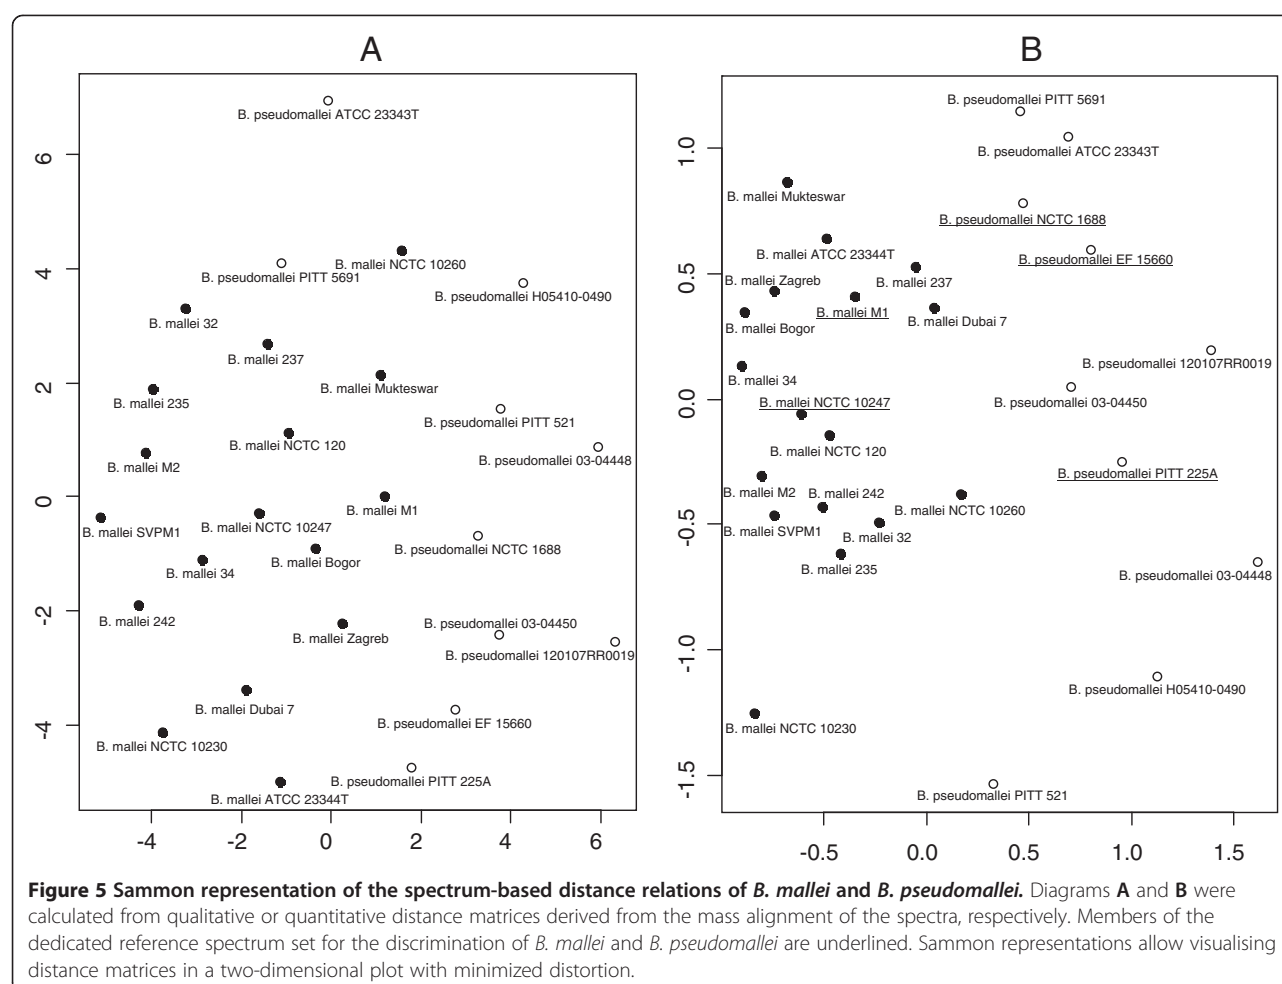 A
B
B. pseudomallei ATCC 23343T
B. mallei NCTC 10260
B. pseudomallei PITT 5691
B. pseudomallei H05410-0490
B. mallei 32
B. mallei 237
B. mallei Mukteswar
B. mallei 235
B. pseudomallei PITT 521
B. mallei NCTC 120
B. pseudomallei 03-04448
B. mallei M2
B. mallei M1
B. mallei SVPM1
B. mallei NCTC 10247
B. pseudomallei NCTC 1688
B. mallei Bogor
B. mallei 34
B. mallei 242
B. pseudomallei 03-04450
B. mallei Zagreb
B. pseudomallei 120107RR0019
B. mallei Dubai 7
B. pseudomallei EF 15660
B. mallei NCTC 10230
B. pseudomallei PITT 225A
B. mallei ATCC 23344T
6
4
2
0
-2
-4
-4
-2
0
2
4
6
B. pseudomallei PITT 5691
B. pseudomallei ATCC 23343T
B. mallei Mukteswar
B. pseudomallei NCTC 1688
B. mallei ATCC 23344T
B. pseudomallei EF 15660
B. mallei Zagreb
B. mallei 237
B. mallei M1
B. mallei Dubai 7
B. mallei Bogor
B. pseudomallei 120107RR0019
B. mallei 34
B. mallei NCTC 10247
B. pseudomallei 03-04450
B. mallei NCTC 120
B. pseudomallei PITT 225A
B. mallei M2
B. mallei 242
B. mallei NCTC 10260
B. mallei SVPM1
B. mallei 32
B. mallei 235
B. pseudomallei 03-04448
B. pseudomallei H05410-0490
B. mallei NCTC 10230
B. pseudomallei PITT 521
1.0
0.5
0.0
-0.5
-1.0
-1.5
-0.5
0.0
0.5
1.0
1.5
Figure 5 Sammon representation of the spectrum-based distance relations of B. mallei and B. pseudomallei. Diagrams A and B were
calculated from qualitative or quantitative distance matrices derived from the mass alignment of the spectra, respectively. Members of the
dedicated reference spectrum set for the discrimination of B. mallei and B. pseudomallei are underlined. Sammon representations allow visualising
distance matrices in a two-dimensional plot with minimized distortion.